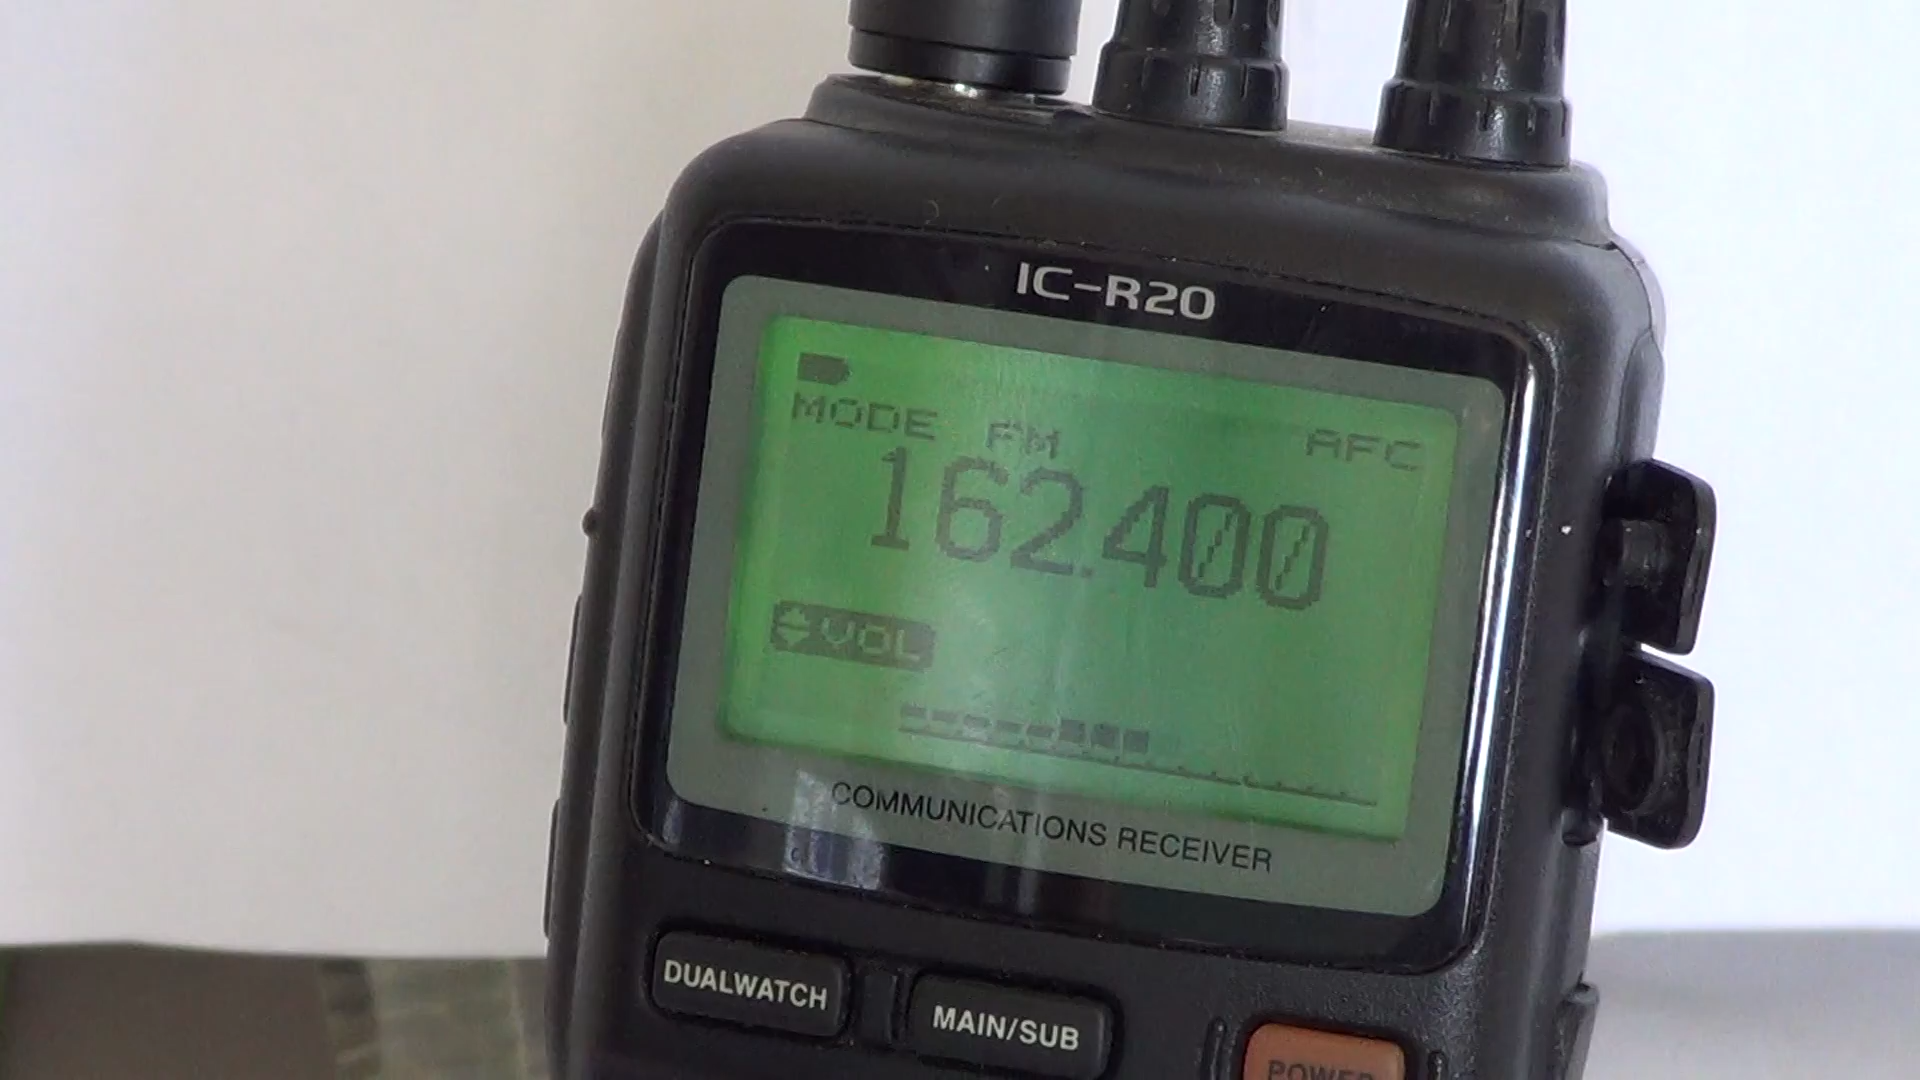 IC-R20
MODE FM AFC
162.400
VOL
COMMUNICATIONS RECEIVER
DUALWATCH
MAIN/SUB
POWER